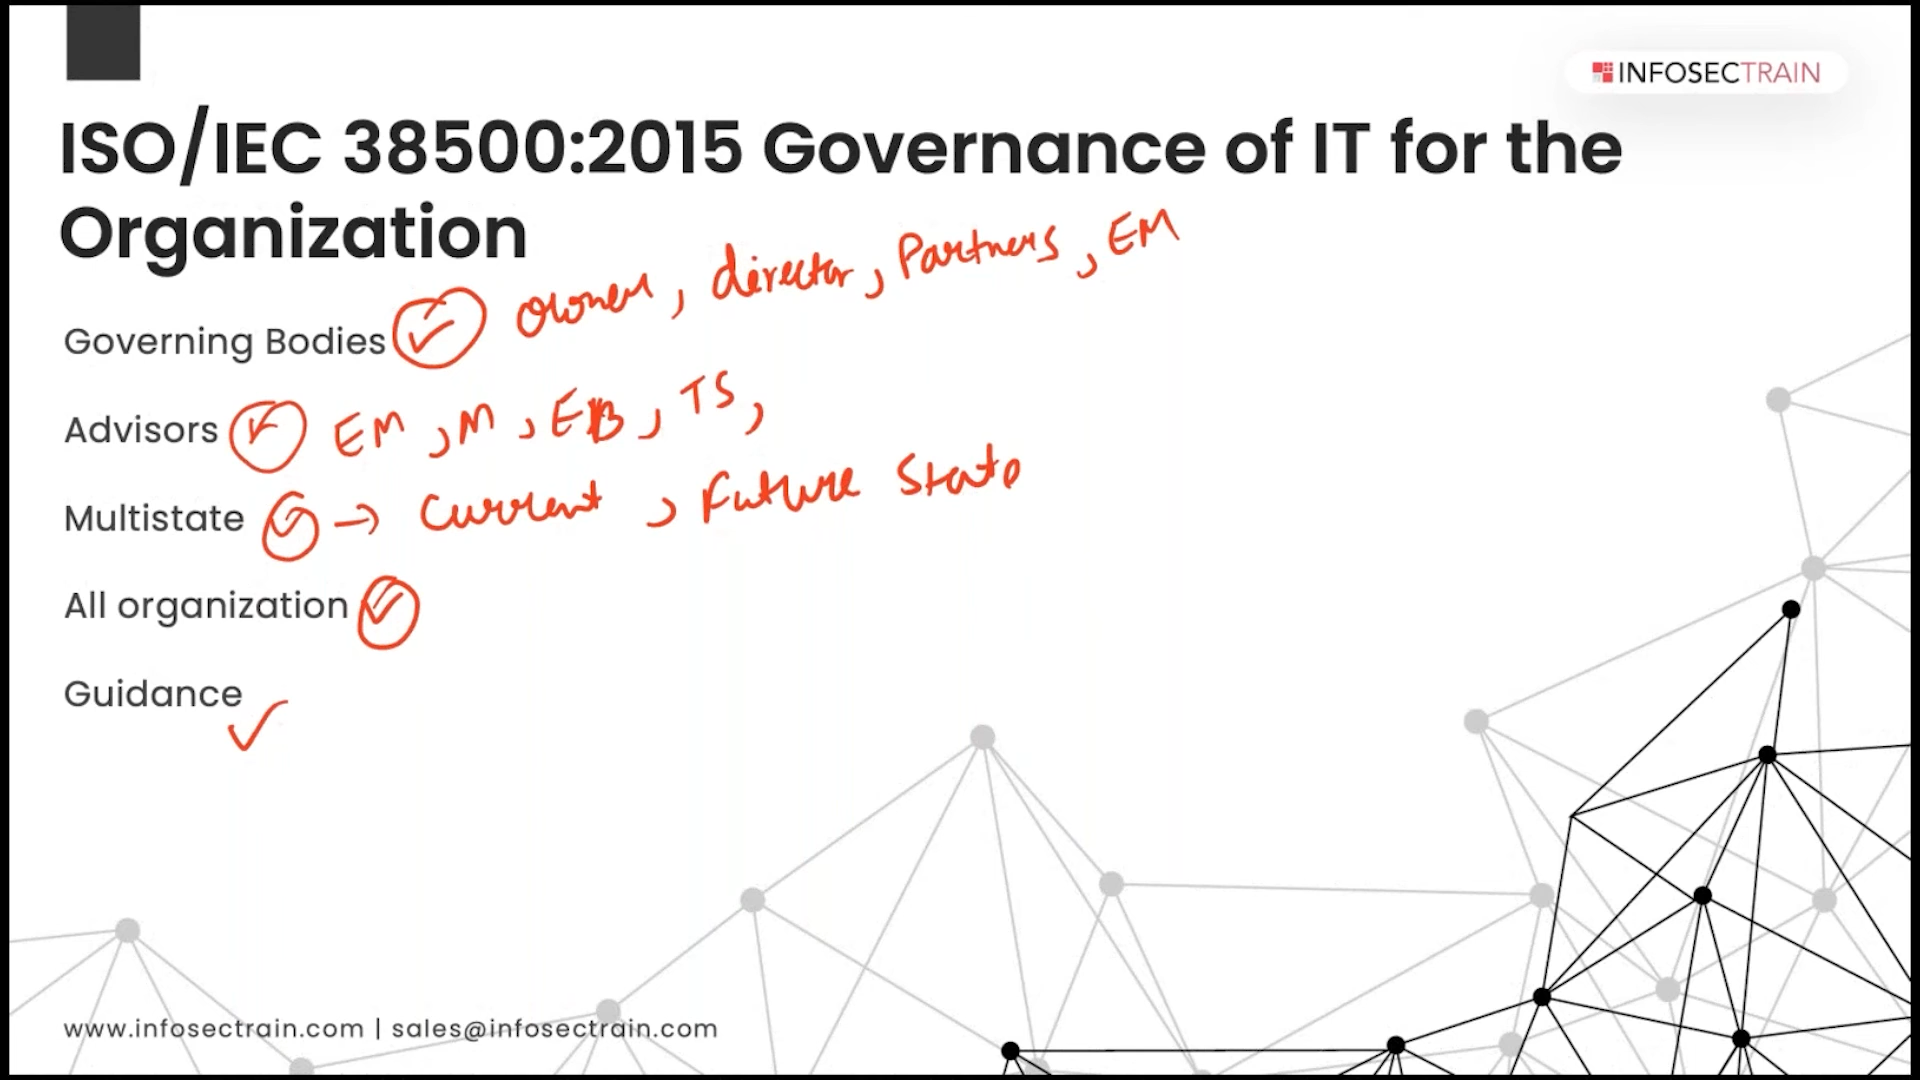 INFOSECTRAIN
ISO/IEC 38500:2015 Governance of IT for the
Organization
owner, director, Partners, EM
Governing Bodies
Advisors EM, M, EB, TS,
Multistate → Current, Future State
All organization
Guidance
www.infosectrain.com | sales@infosectrain.com